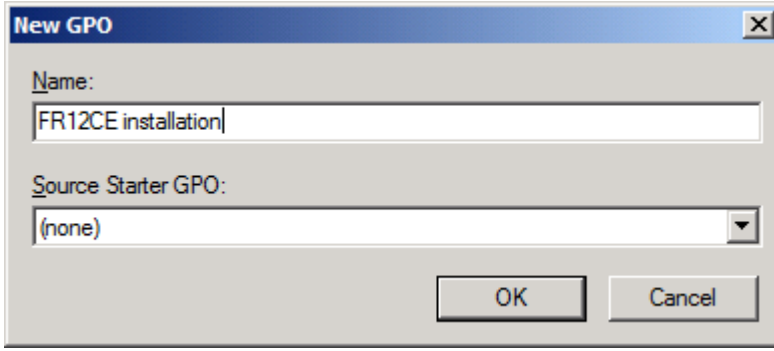 New GPO
Name:
FR12CE installation
Source Starter GPO:
(none)
OK Cancel